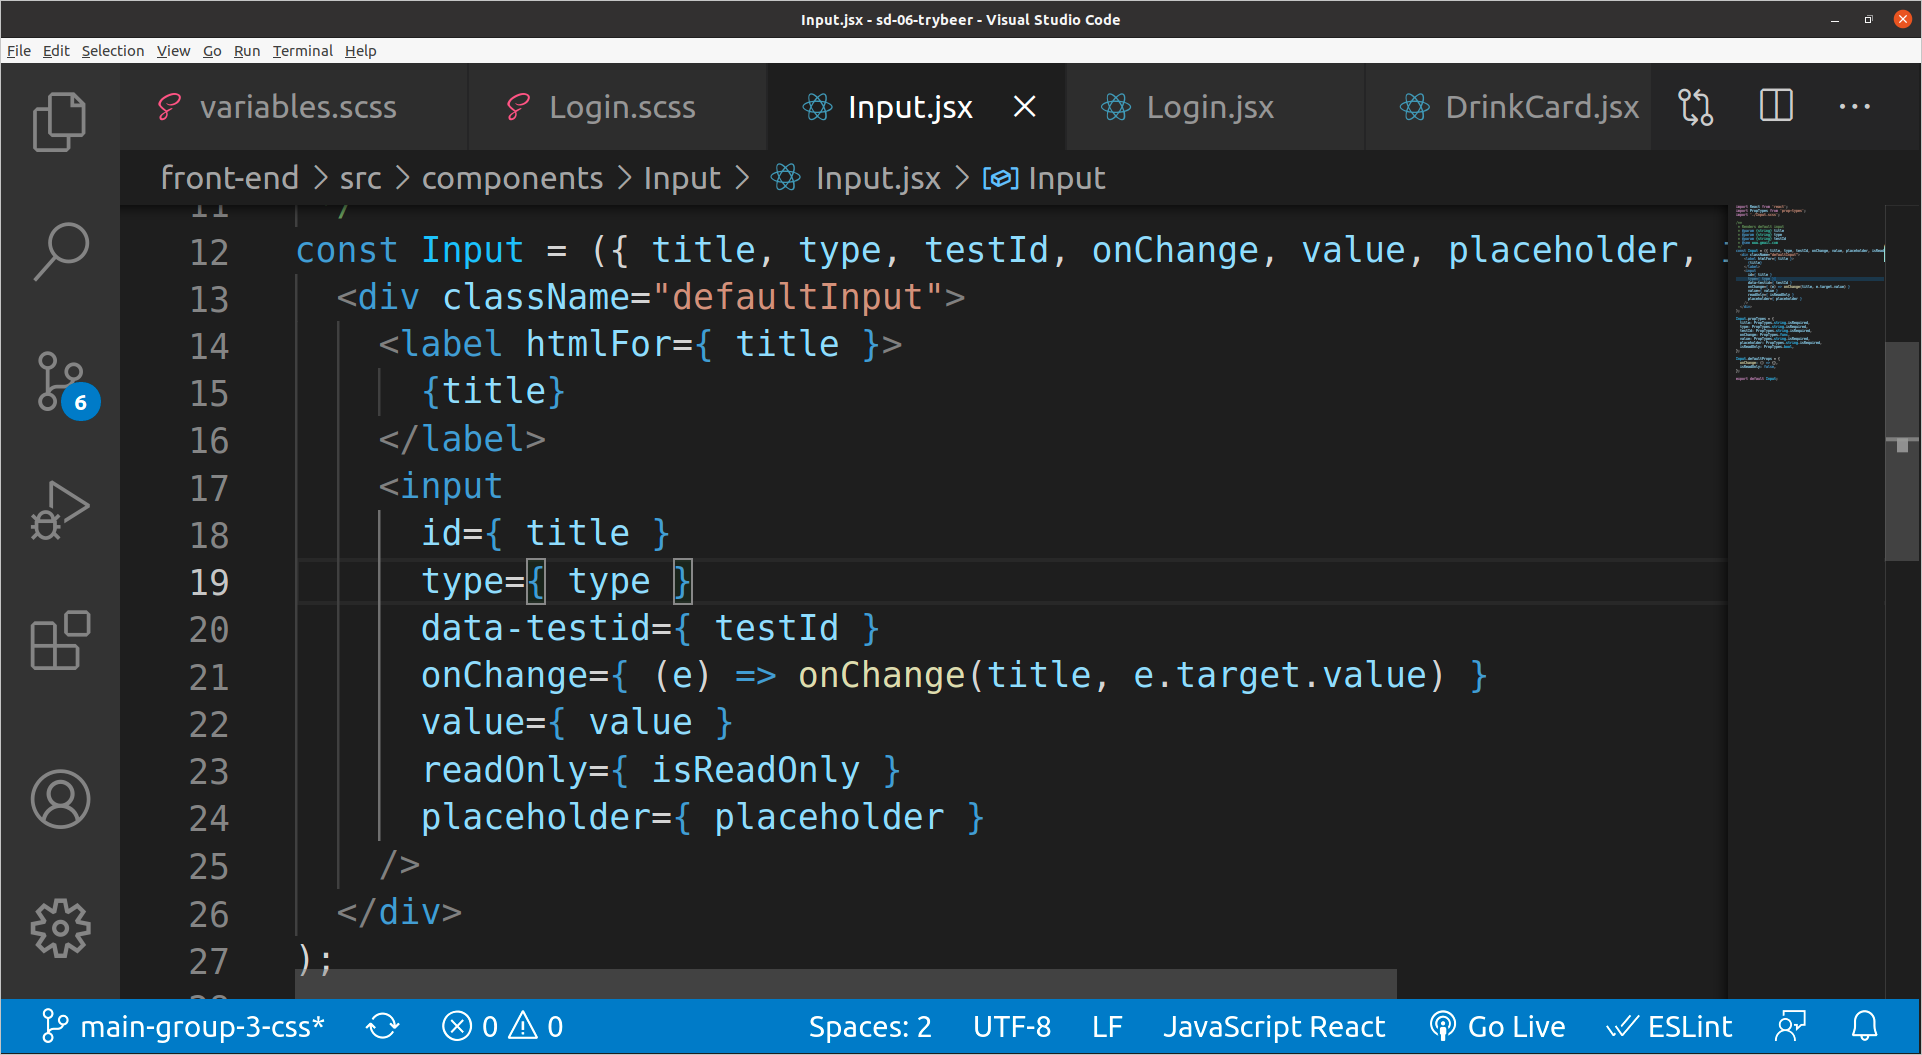 Input.jsx - sd-06-trybeer - Visual Studio Code
File Edit Selection View Go Run Terminal Help
variables.scss Login.scss Input.jsx Login.jsx DrinkCard.jsx
front-end > src > components > Input > Input.jsx > Input
11 */
12 const Input = ({ title, type, testId, onChange, value, placeholder,
13 <div className="defaultInput">
14 <label htmlFor={ title }>
15 {title}
16 </label>
17 <input
18 id={ title }
19 type={ type }
20 data-testid={ testId }
21 onChange={ (e) => onChange(title, e.target.value) }
22 value={ value }
23 readOnly={ isReadOnly }
24 placeholder={ placeholder }
25 />
26 </div>
27 );
6
main-group-3-css* 0 0 Spaces: 2 UTF-8 LF JavaScript React Go Live ESLint